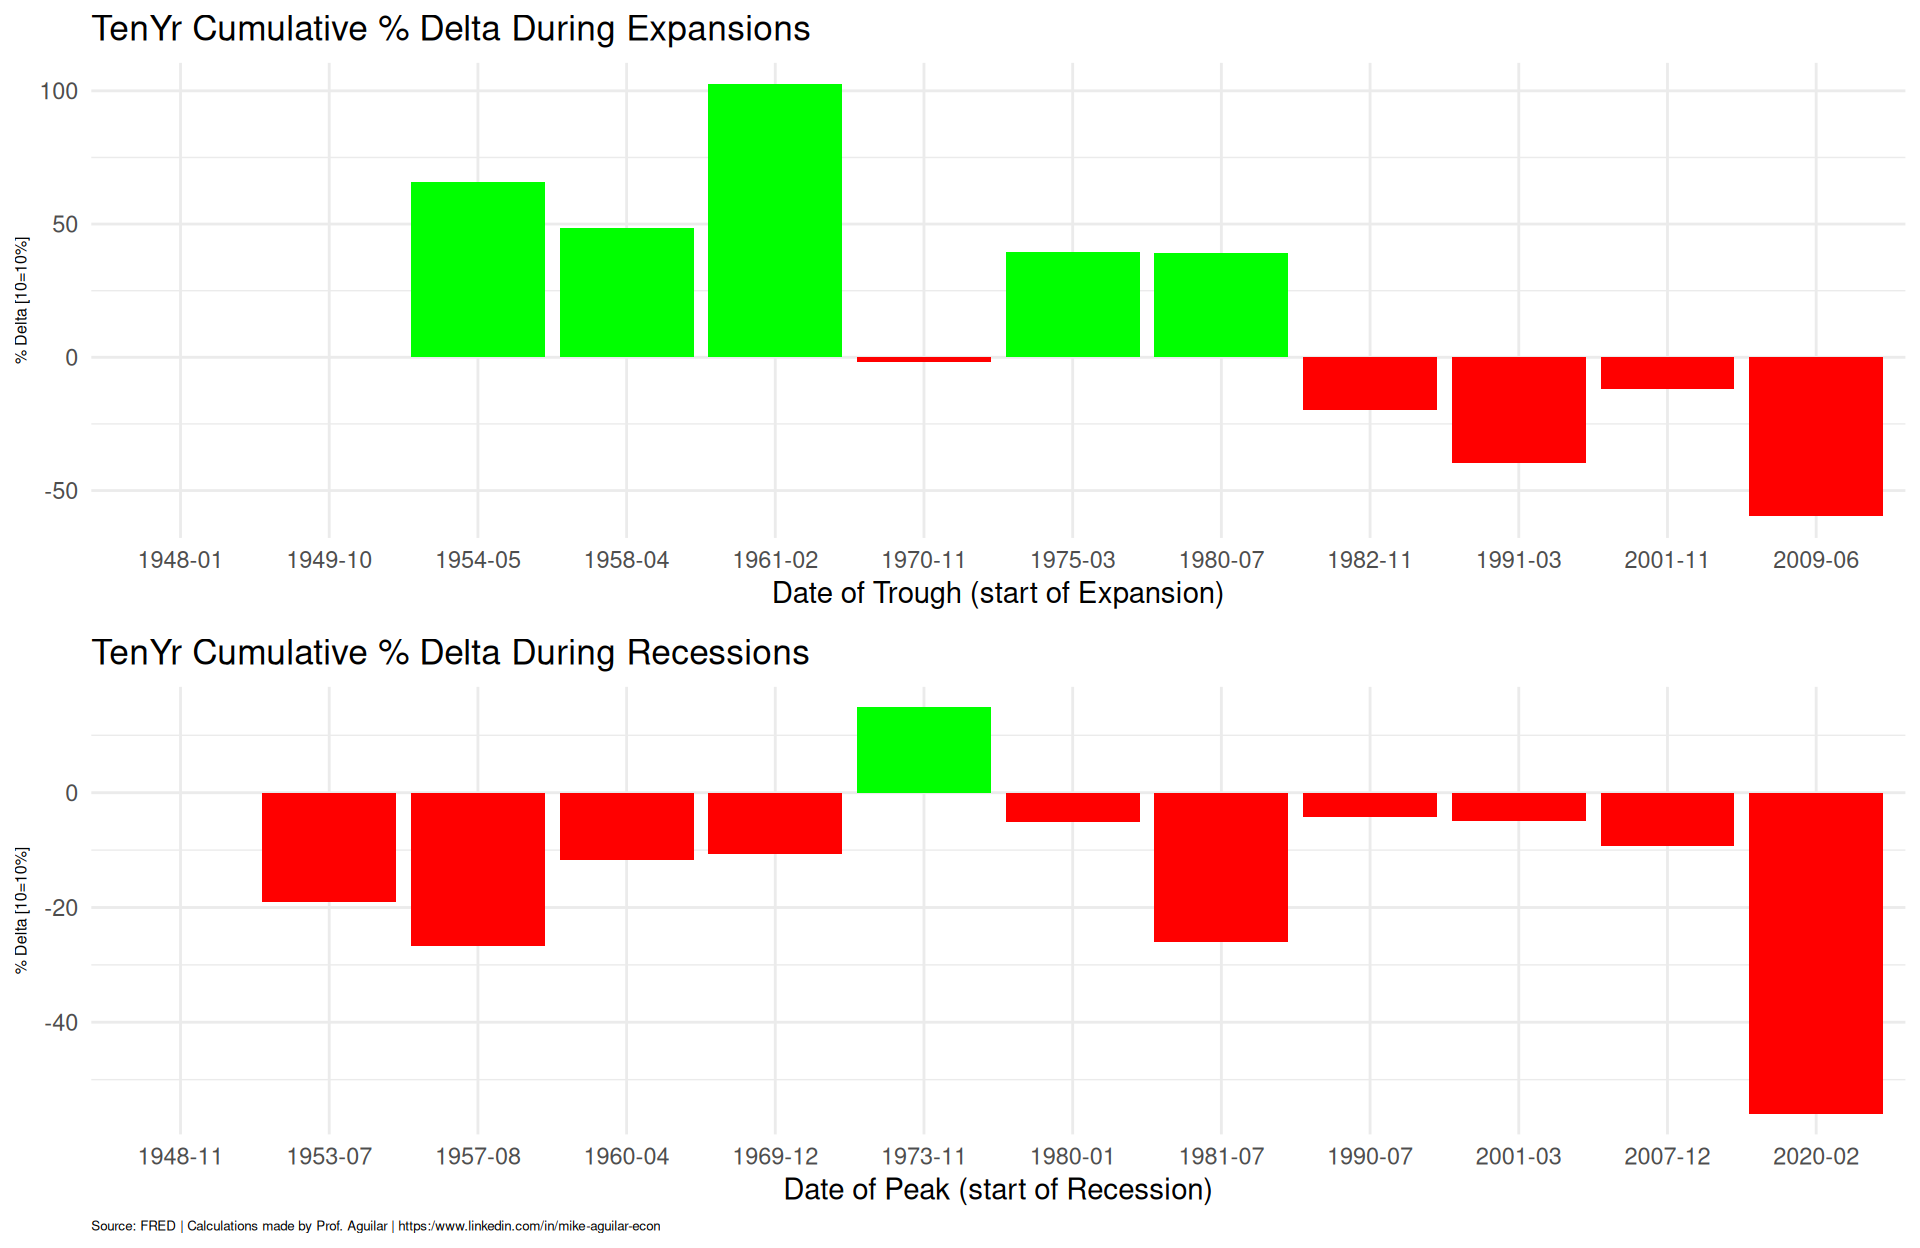 TenYr Cumulative % Delta During Expansions
% Delta [10=10%]
100
50
0
-50
1948-01 1949-10 1954-05 1958-04 1961-02 1970-11 1975-03 1980-07 1982-11 1991-03 2001-11 2009-06
Date of Trough (start of Expansion)
TenYr Cumulative % Delta During Recessions
% Delta [10=10%]
0
-20
-40
1948-11 1953-07 1957-08 1960-04 1969-12 1973-11 1980-01 1981-07 1990-07 2001-03 2007-12 2020-02
Date of Peak (start of Recession)
Source: FRED | Calculations made by Prof. Aguilar | https:/www.linkedin.com/in/mike-aguilar-econ